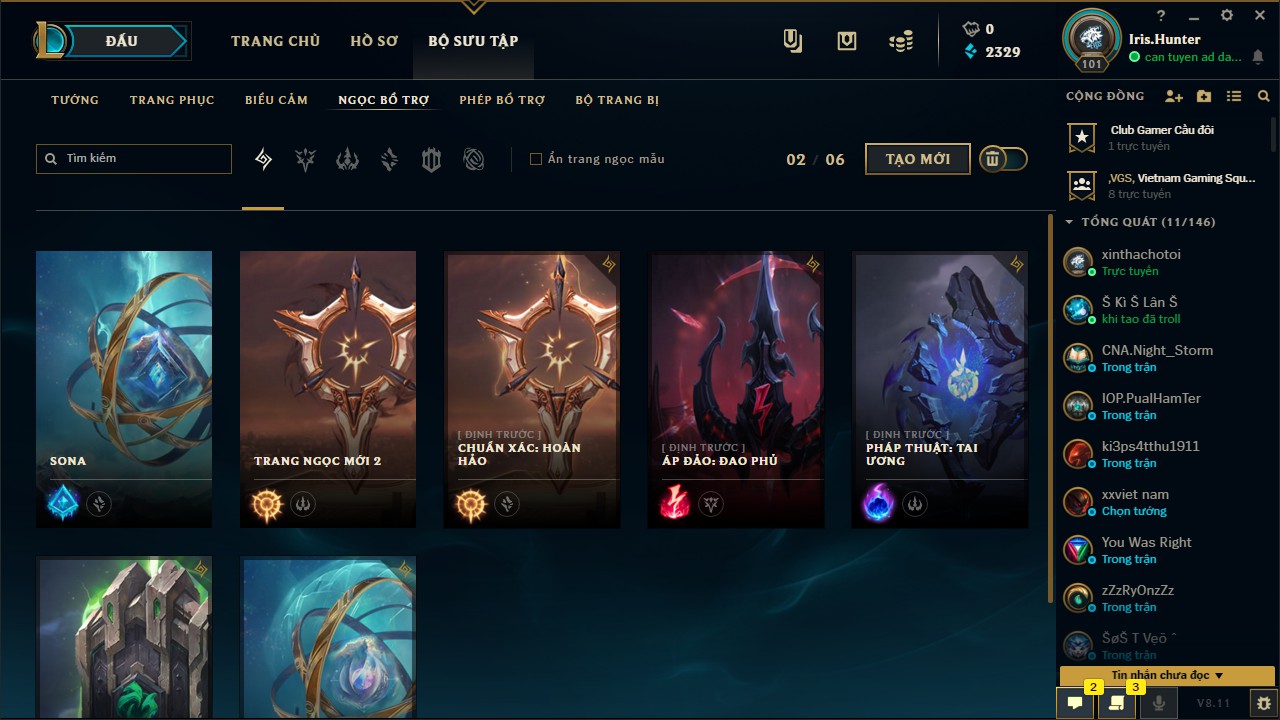 ĐẤU
TRANG CHỦ
HỒ SƠ
BỘ SƯU TẬP
0
2329
?
Iris.Hunter
can tuyen ad da...
101
TƯỚNG
TRANG PHỤC
BIỂU CẢM
NGỌC BỔ TRỢ
PHÉP BỔ TRỢ
BỘ TRANG BỊ
Tìm kiếm
Ẩn trang ngọc mẫu
02 / 06
TẠO MỚI
SONA
TRANG NGỌC MỚI 2
[ ĐỊNH TRƯỚC ]
CHUẨN XÁC: HOÀN
HẢO
[ ĐỊNH TRƯỚC ]
ÁP ĐẢO: ĐAO PHỦ
[ ĐỊNH TRƯỚC ]
PHÁP THUẬT: TAI
ƯƠNG
CỘNG ĐỒNG
Club Gamer Cầu đôi
1 trực tuyến
,VGS, Vietnam Gaming Squ...
8 trực tuyến
TỔNG QUÁT (11/146)
xinthachotoi
Trực tuyến
Š Kì Š Lân Š
khi tao đã troll
CNA.Night_Storm
Trong trận
IOP.PualHamTer
Trong trận
ki3ps4tthu1911
Trong trận
xxviet nam
Chọn tướng
You Was Right
Trong trận
zZzRyOnzZz
Trong trận
ŠøŠ T Vẹō ˆ
Trong trận
Tin nhắn chưa đọc ▼
2
3
V8.11